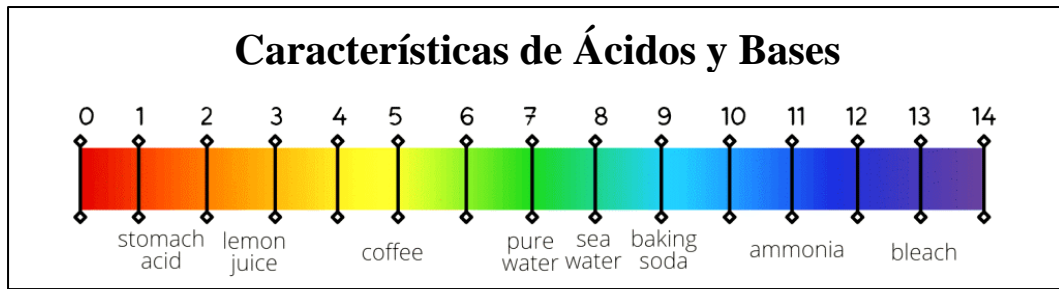 Características de Ácidos y Bases
0 1 2 3 4 5 6 7 8 9 10 11 12 13 14
stomach acid
lemon juice
coffee
pure water
sea water
baking soda
ammonia
bleach